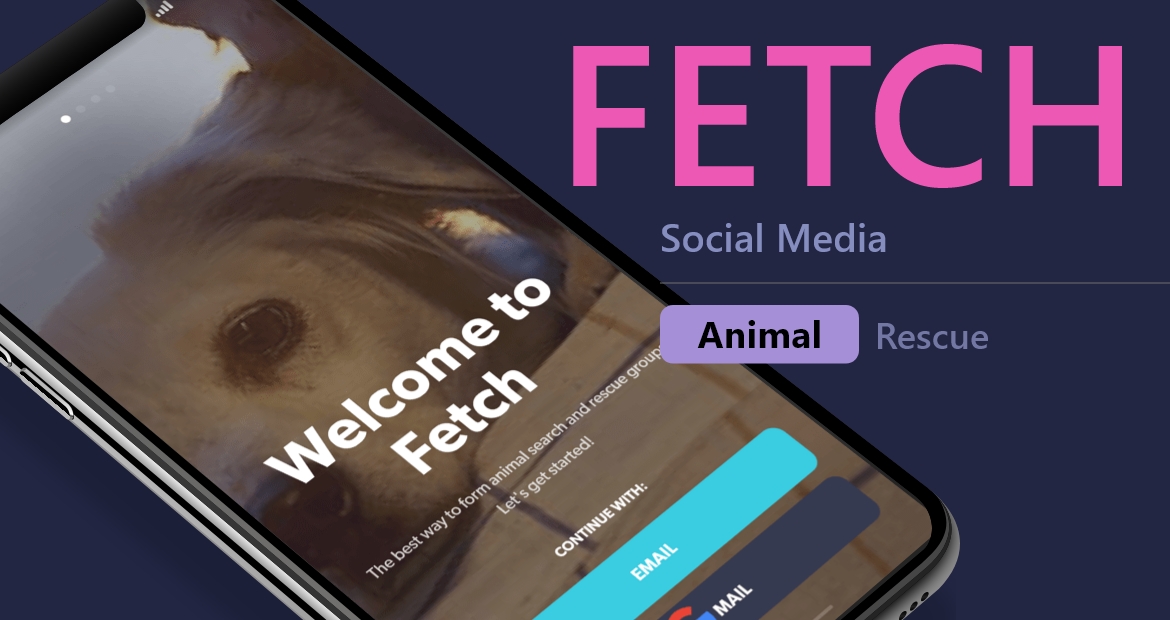 FETCH
Social Media
Animal Rescue
Welcome to
Fetch
The best way to form animal search and rescue group
Let's get started!
CONTINUE WITH:
EMAIL
MAIL